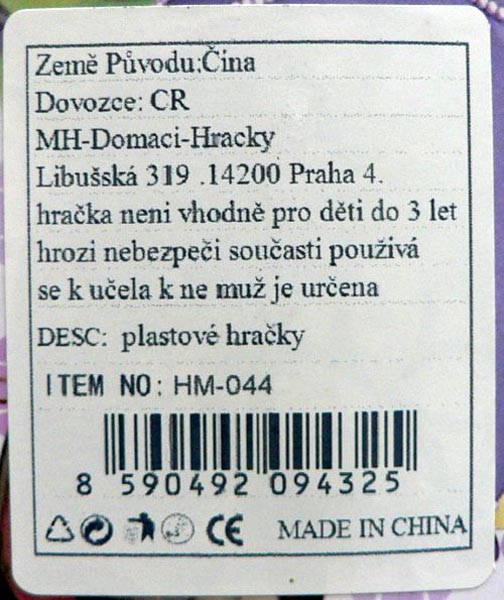 Země Původu:Čina
Dovozce: CR
MH-Domaci-Hracky
Libušská 319 .14200 Praha 4.
hračka neni vhodně pro děti do 3 let
hrozi nebezpeči současti použivá
se k učela k ne muž je určena
DESC: plastové hračky
ITEM NO: HM-044
8 590492 094325
CE MADE IN CHINA